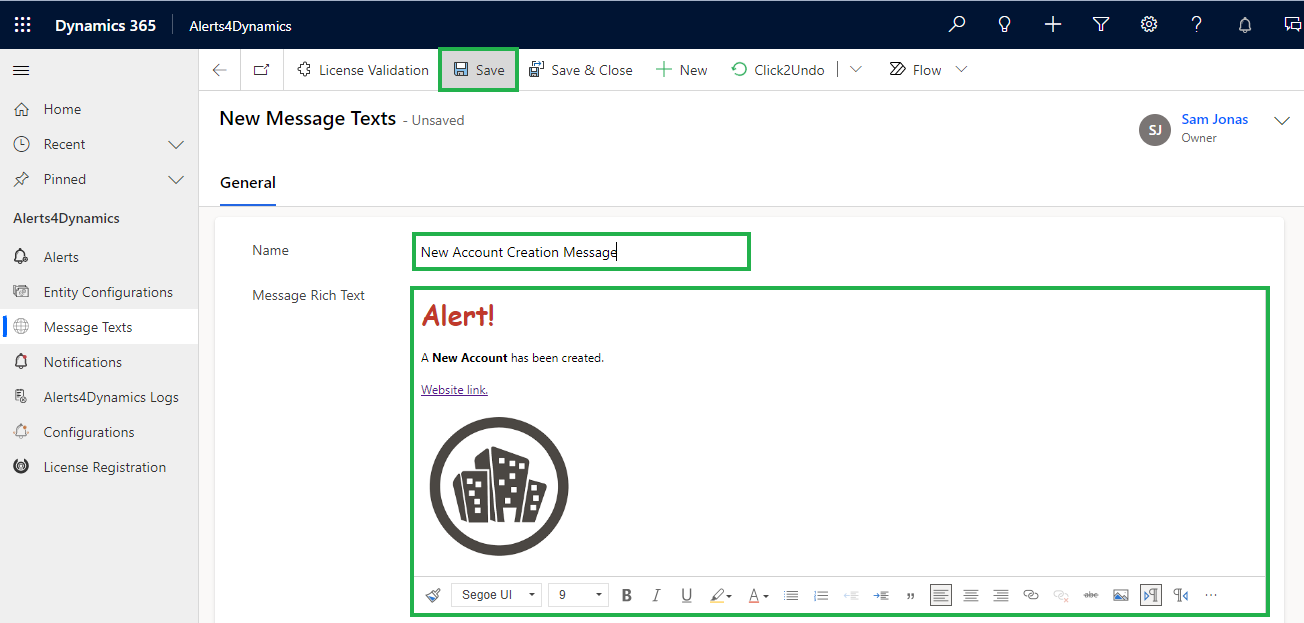 Dynamics 365 Alerts4Dynamics
License Validation Save Save & Close New Click2Undo Flow
Home
Recent
Pinned
Alerts4Dynamics
Alerts
Entity Configurations
Message Texts
Notifications
Alerts4Dynamics Logs
Configurations
License Registration
New Message Texts - Unsaved
SJ
Sam Jonas
Owner
General
Name
New Account Creation Message
Message Rich Text
Alert!
A New Account has been created.
Website link.
Segoe UI 9 B I U A abc